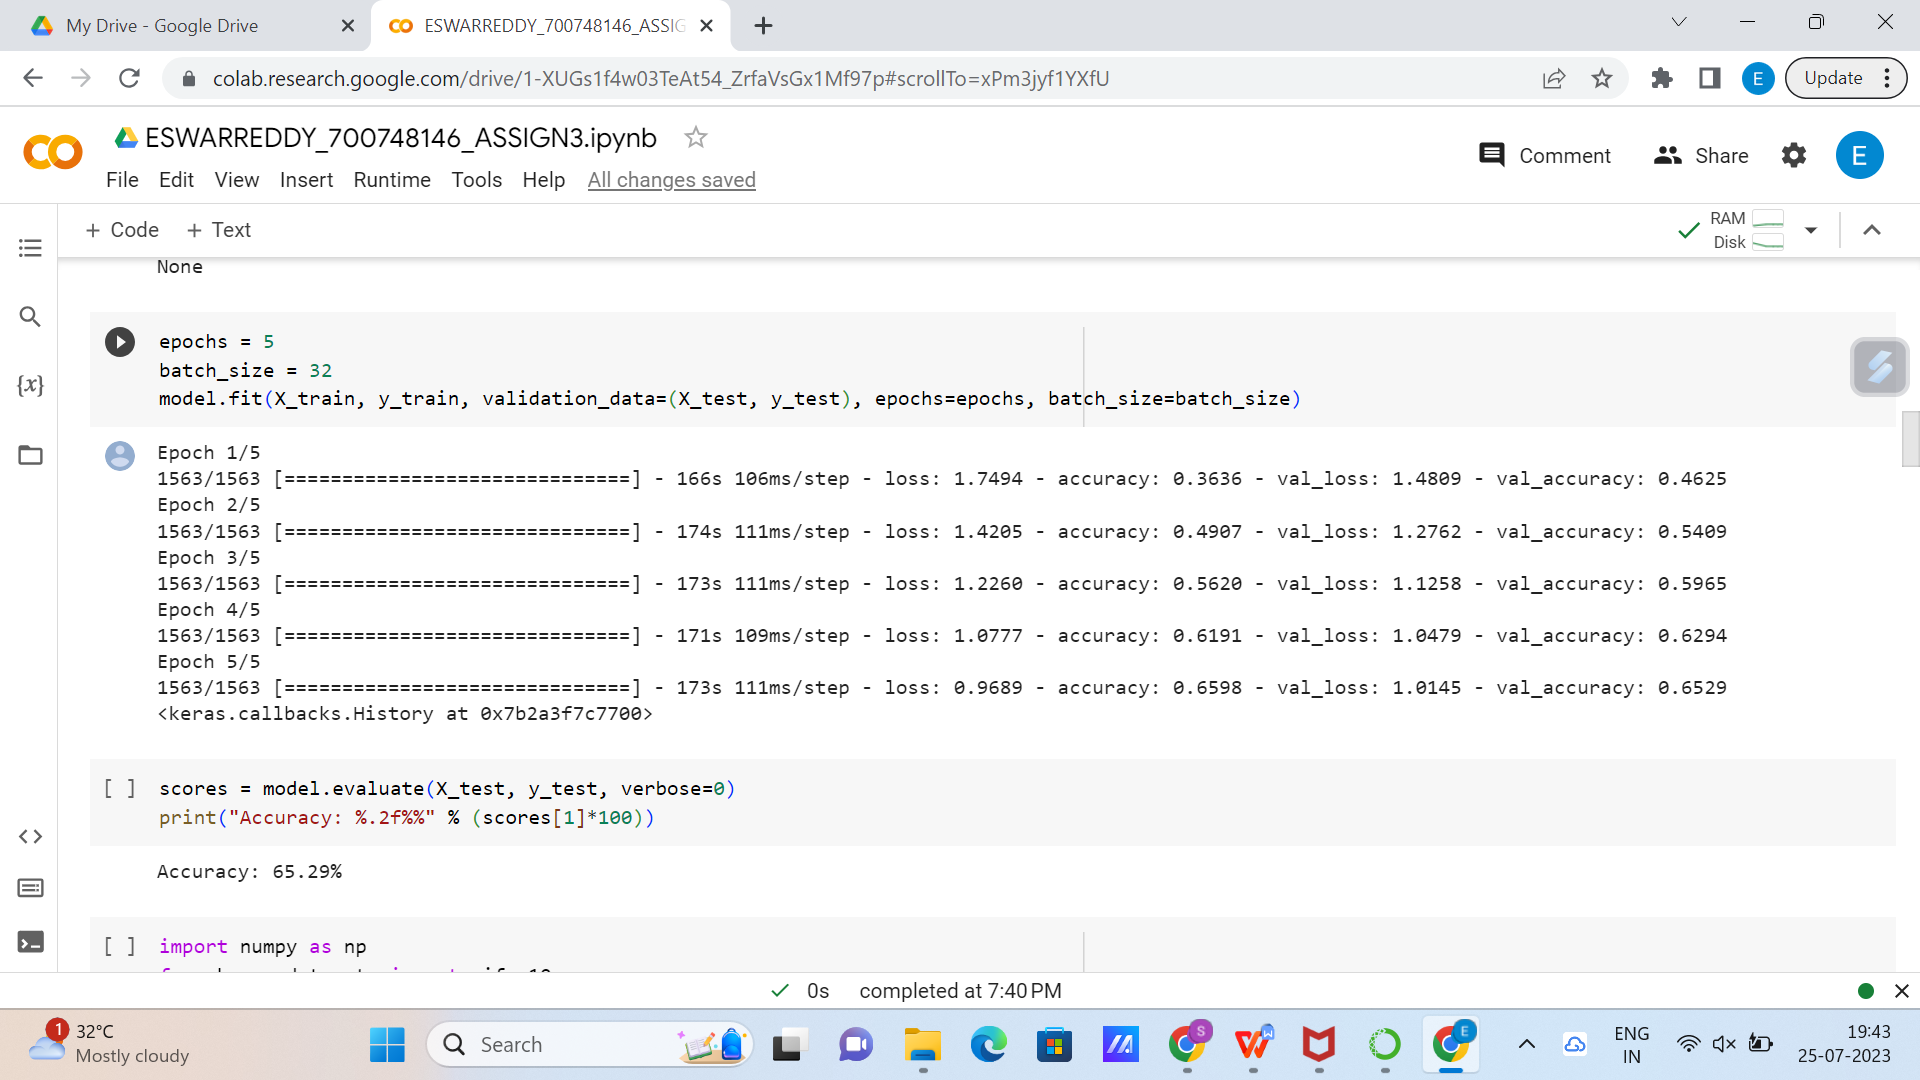 My Drive - Google Drive
ESWARREDDY_700748146_ASSIG
colab.research.google.com/drive/1-XUGs1f4w03TeAt54_ZrfaVsGx1Mf97p#scrollTo=xPm3jyf1YXfU
E
Update
CO
ESWARREDDY_700748146_ASSIGN3.ipynb
File Edit View Insert Runtime Tools Help All changes saved
Comment
Share
E
+ Code + Text
RAM
Disk
None
epochs = 5
batch_size = 32
model.fit(X_train, y_train, validation_data=(X_test, y_test), epochs=epochs, batch_size=batch_size)
{x}
Epoch 1/5
1563/1563 [==============================] - 166s 106ms/step - loss: 1.7494 - accuracy: 0.3636 - val_loss: 1.4809 - val_accuracy: 0.4625
Epoch 2/5
1563/1563 [==============================] - 174s 111ms/step - loss: 1.4205 - accuracy: 0.4907 - val_loss: 1.2762 - val_accuracy: 0.5409
Epoch 3/5
1563/1563 [==============================] - 173s 111ms/step - loss: 1.2260 - accuracy: 0.5620 - val_loss: 1.1258 - val_accuracy: 0.5965
Epoch 4/5
1563/1563 [==============================] - 171s 109ms/step - loss: 1.0777 - accuracy: 0.6191 - val_loss: 1.0479 - val_accuracy: 0.6294
Epoch 5/5
1563/1563 [==============================] - 173s 111ms/step - loss: 0.9689 - accuracy: 0.6598 - val_loss: 1.0145 - val_accuracy: 0.6529
<keras.callbacks.History at 0x7b2a3f7c7700>
[ ] scores = model.evaluate(X_test, y_test, verbose=0)
print("Accuracy: %.2f%%" % (scores[1]*100))
Accuracy: 65.29%
[ ] import numpy as np
0s completed at 7:40 PM
1
32°C
Mostly cloudy
Search
S
W
E
ENG
IN
19:43
25-07-2023